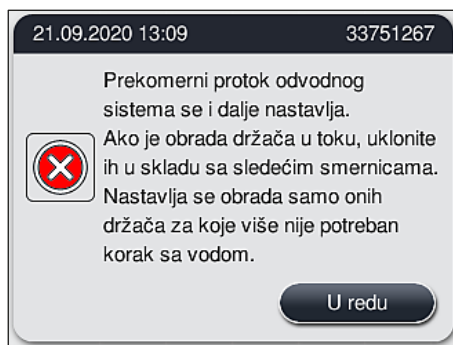 21.09.2020 13:09 33751267
Prekomerni protok odvodnog
sistema se i dalje nastavlja.
Ako je obrada držača u toku, uklonite
ih u skladu sa sledećim smernicama.
Nastavlja se obrada samo onih
držača za koje više nije potreban
korak sa vodom.
U redu